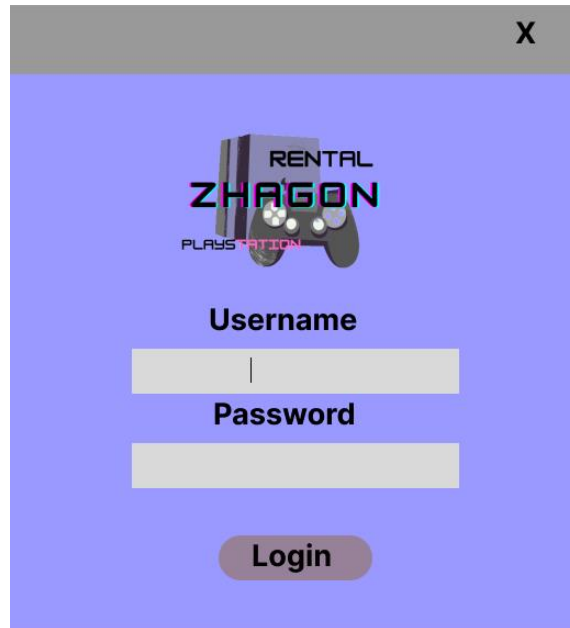 X
RENTAL
ZHAGON
PLAYSTATION
Username
Password
Login